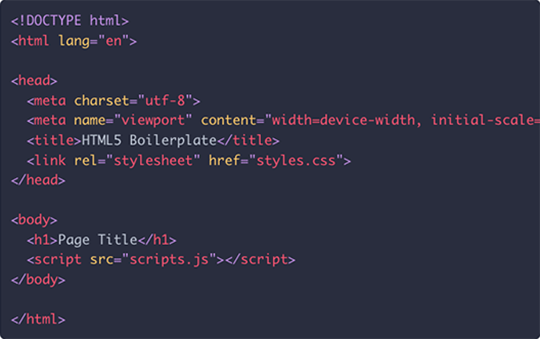 <!DOCTYPE html>
<html lang="en">
<head>
<meta charset="utf-8">
<meta name="viewport" content="width=device-width, initial-scale=
<title>HTML5 Boilerplate</title>
<link rel="stylesheet" href="styles.css">
</head>
<body>
<h1>Page Title</h1>
<script src="scripts.js"></script>
</body>
</html>